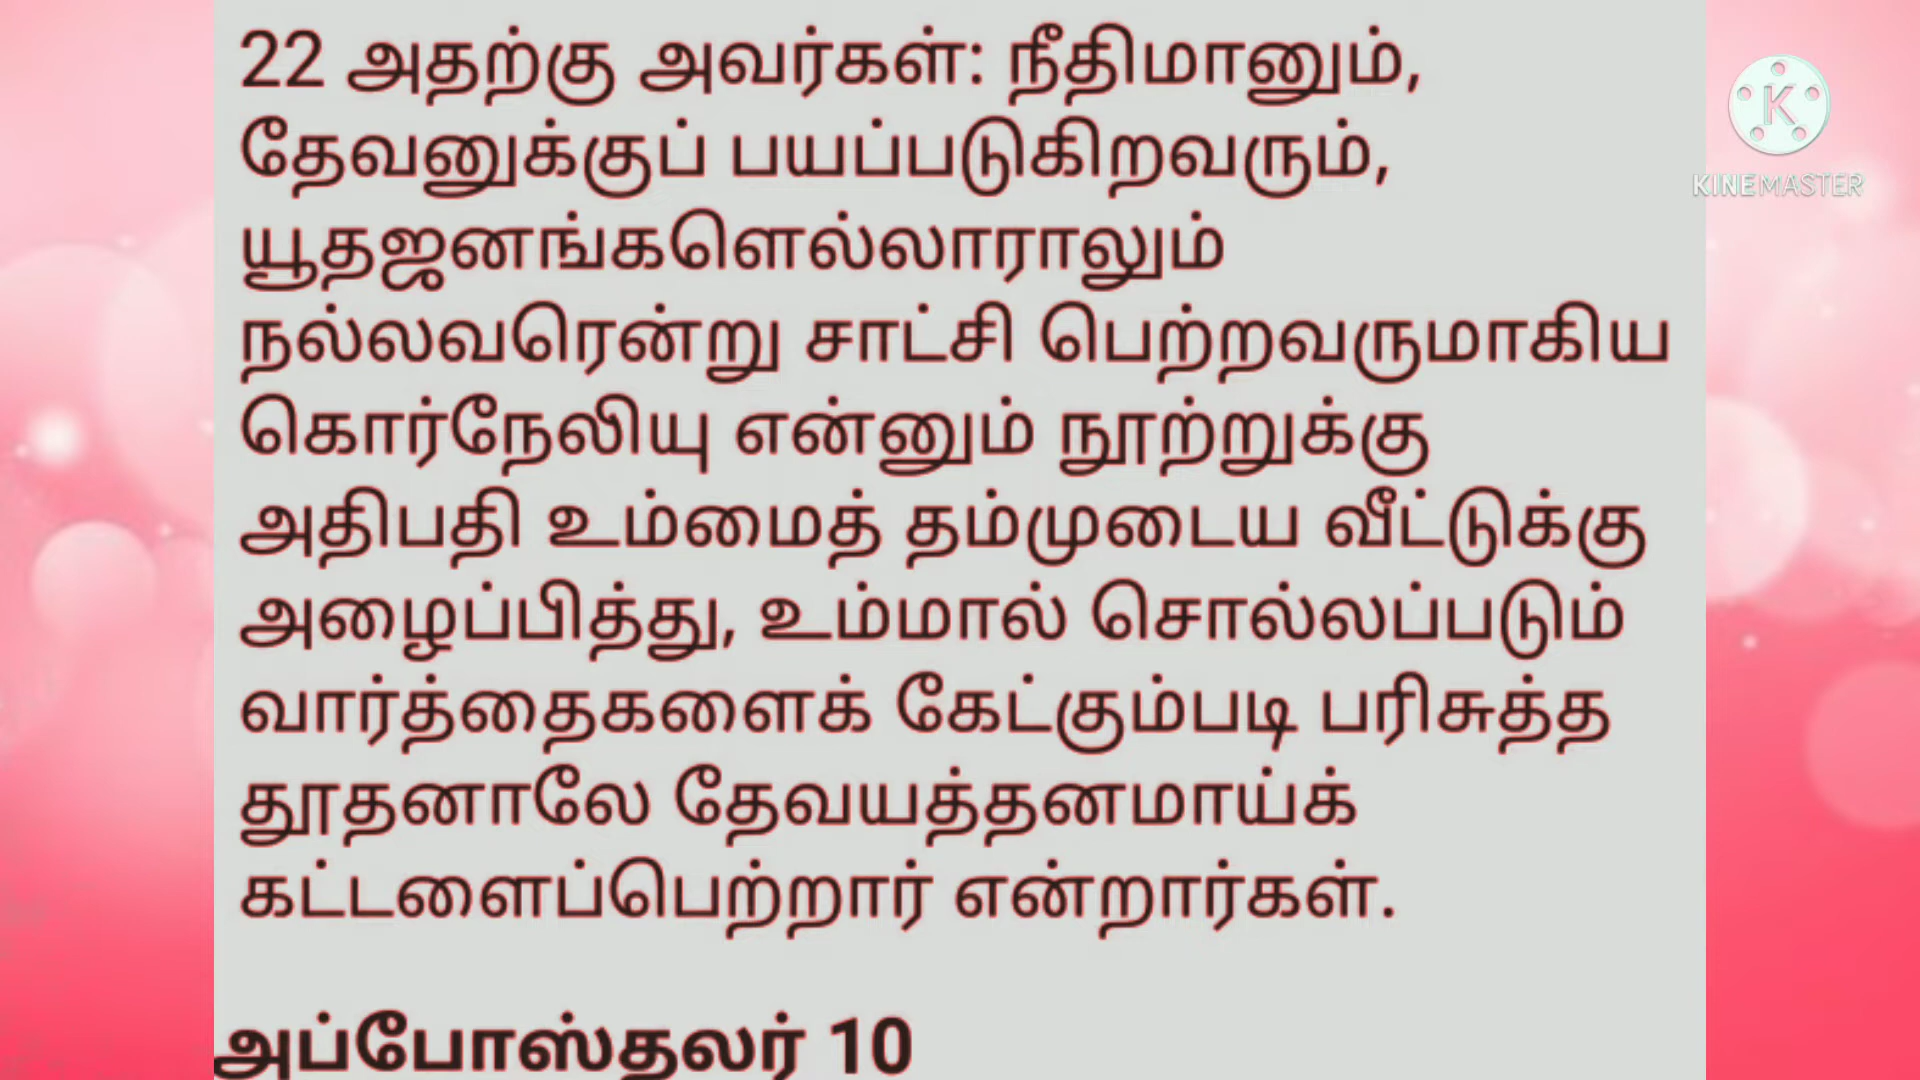 22 அதற்கு அவர்கள்: நீதிமானும்,
தேவனுக்குப் பயப்படுகிறவரும்,
யூதஜனங்களெல்லாராலும்
நல்லவரென்று சாட்சி பெற்றவருமாகிய
கொர்நேலியு என்னும் நூற்றுக்கு
அதிபதி உம்மைத் தம்முடைய வீட்டுக்கு
அழைப்பித்து, உம்மால் சொல்லப்படும்
வார்த்தைகளைக் கேட்கும்படி பரிசுத்த
தூதனாலே தேவயத்தனமாய்க்
கட்டளைப்பெற்றார் என்றார்கள்.
அப்போஸ்தலர் 10
K
KINEMASTER